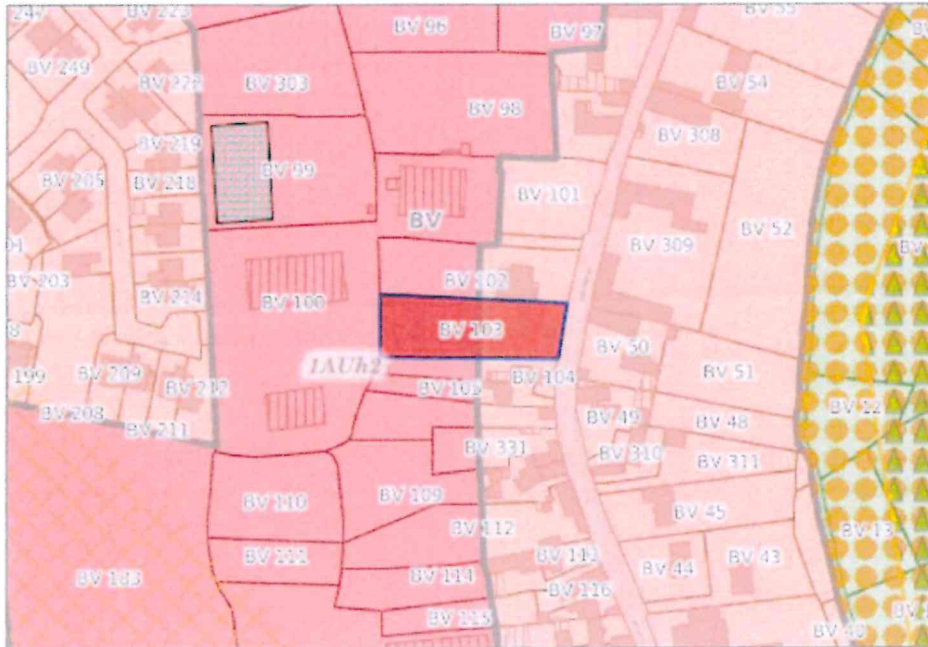 BV 223
BV 96
BV 97
BV 249
BV 222
BV 303
BV 54
BV 98
BV 219
BV 308
BV 99
BV 205
BV 218
BV 101
BV
BV 309
BV 52
BV 203
BV 214
BV 102
BV 100
BV 103
BV 50
1AUh2
199
BV 209
BV 212
BV 104
BV 51
BV 208
BV 211
BV 49
BV 48
BV 12
BV 331
BV 310
BV 311
BV 110
BV 109
BV 112
BV 45
BV 13
BV 111
BV 114
BV 44
BV 43
BV 183
BV 116
BV 115
BV 40